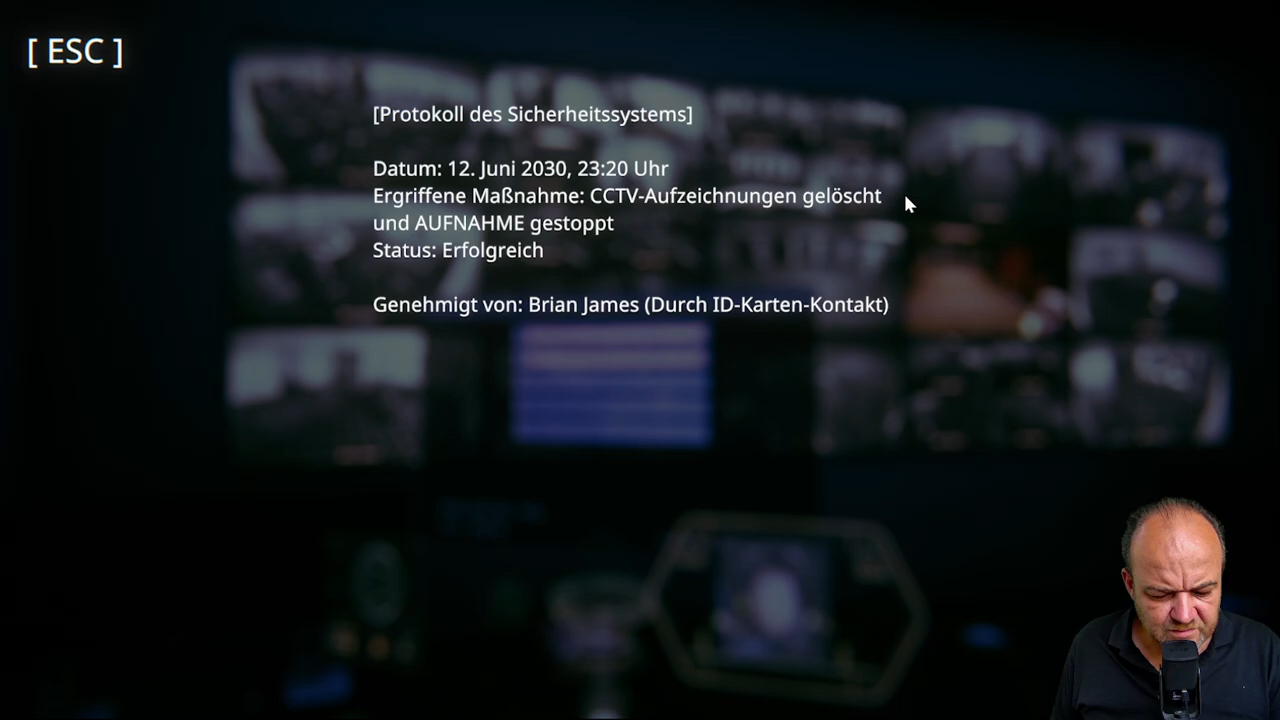 [ ESC ]
[Protokoll des Sicherheitssystems]
Datum: 12. Juni 2030, 23:20 Uhr
Ergriffene Maßnahme: CCTV-Aufzeichnungen gelöscht
und AUFNAHME gestoppt
Status: Erfolgreich
Genehmigt von: Brian James (Durch ID-Karten-Kontakt)